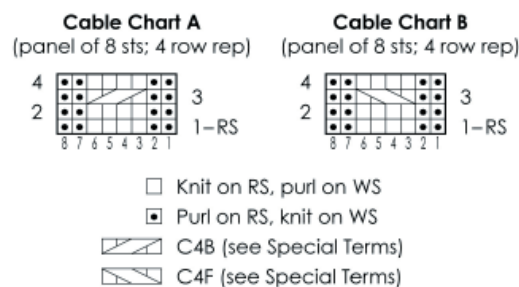 Cable Chart A
(panel of 8 sts; 4 row rep)
4
3
2
1–RS
8 7 6 5 4 3 2 1
Cable Chart B
(panel of 8 sts; 4 row rep)
4
3
2
1–RS
8 7 6 5 4 3 2 1
Knit on RS, purl on WS
Purl on RS, knit on WS
C4B (see Special Terms)
C4F (see Special Terms)